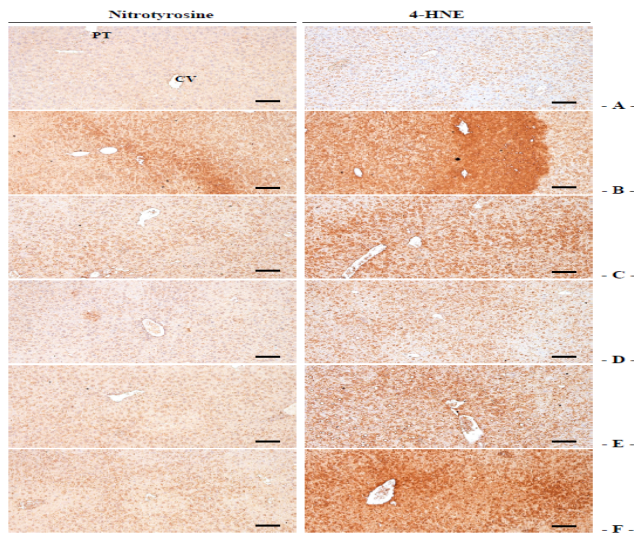 Nitrotyrosine 4-HNE
PT
CV
- A -
- B -
- C -
- D -
- E -
- F -